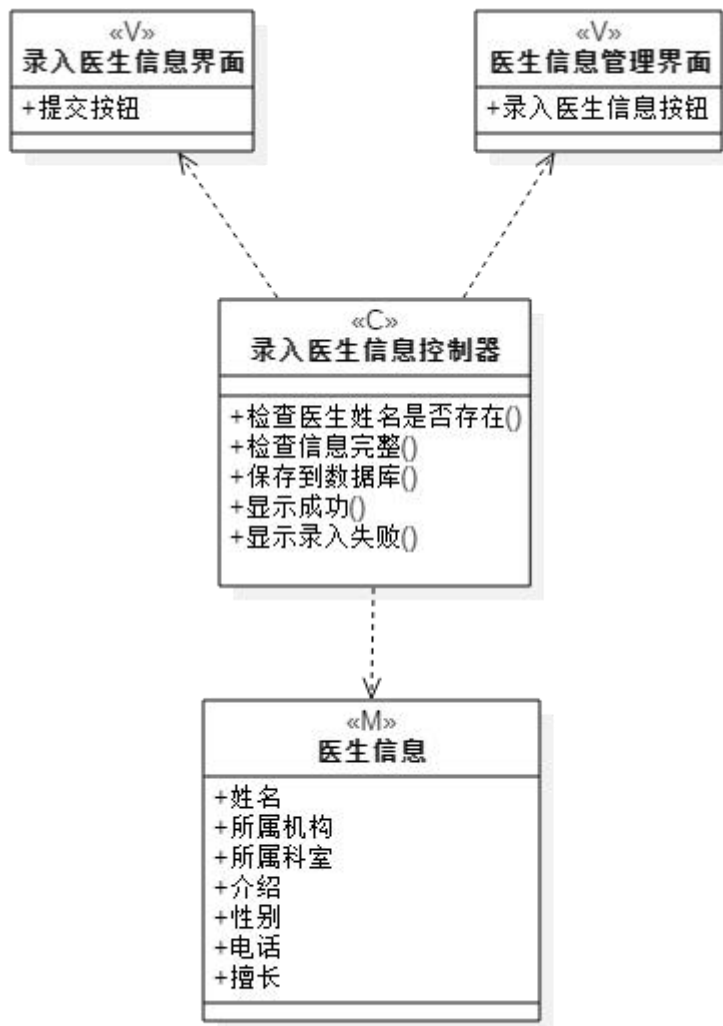 «V»
录入医生信息界面
+提交按钮
«V»
医生信息管理界面
+录入医生信息按钮
«C»
录入医生信息控制器
+检查医生姓名是否存在()
+检查信息完整()
+保存到数据库()
+显示成功()
+显示录入失败()
«M»
医生信息
+姓名
+所属机构
+所属科室
+介绍
+性别
+电话
+擅长